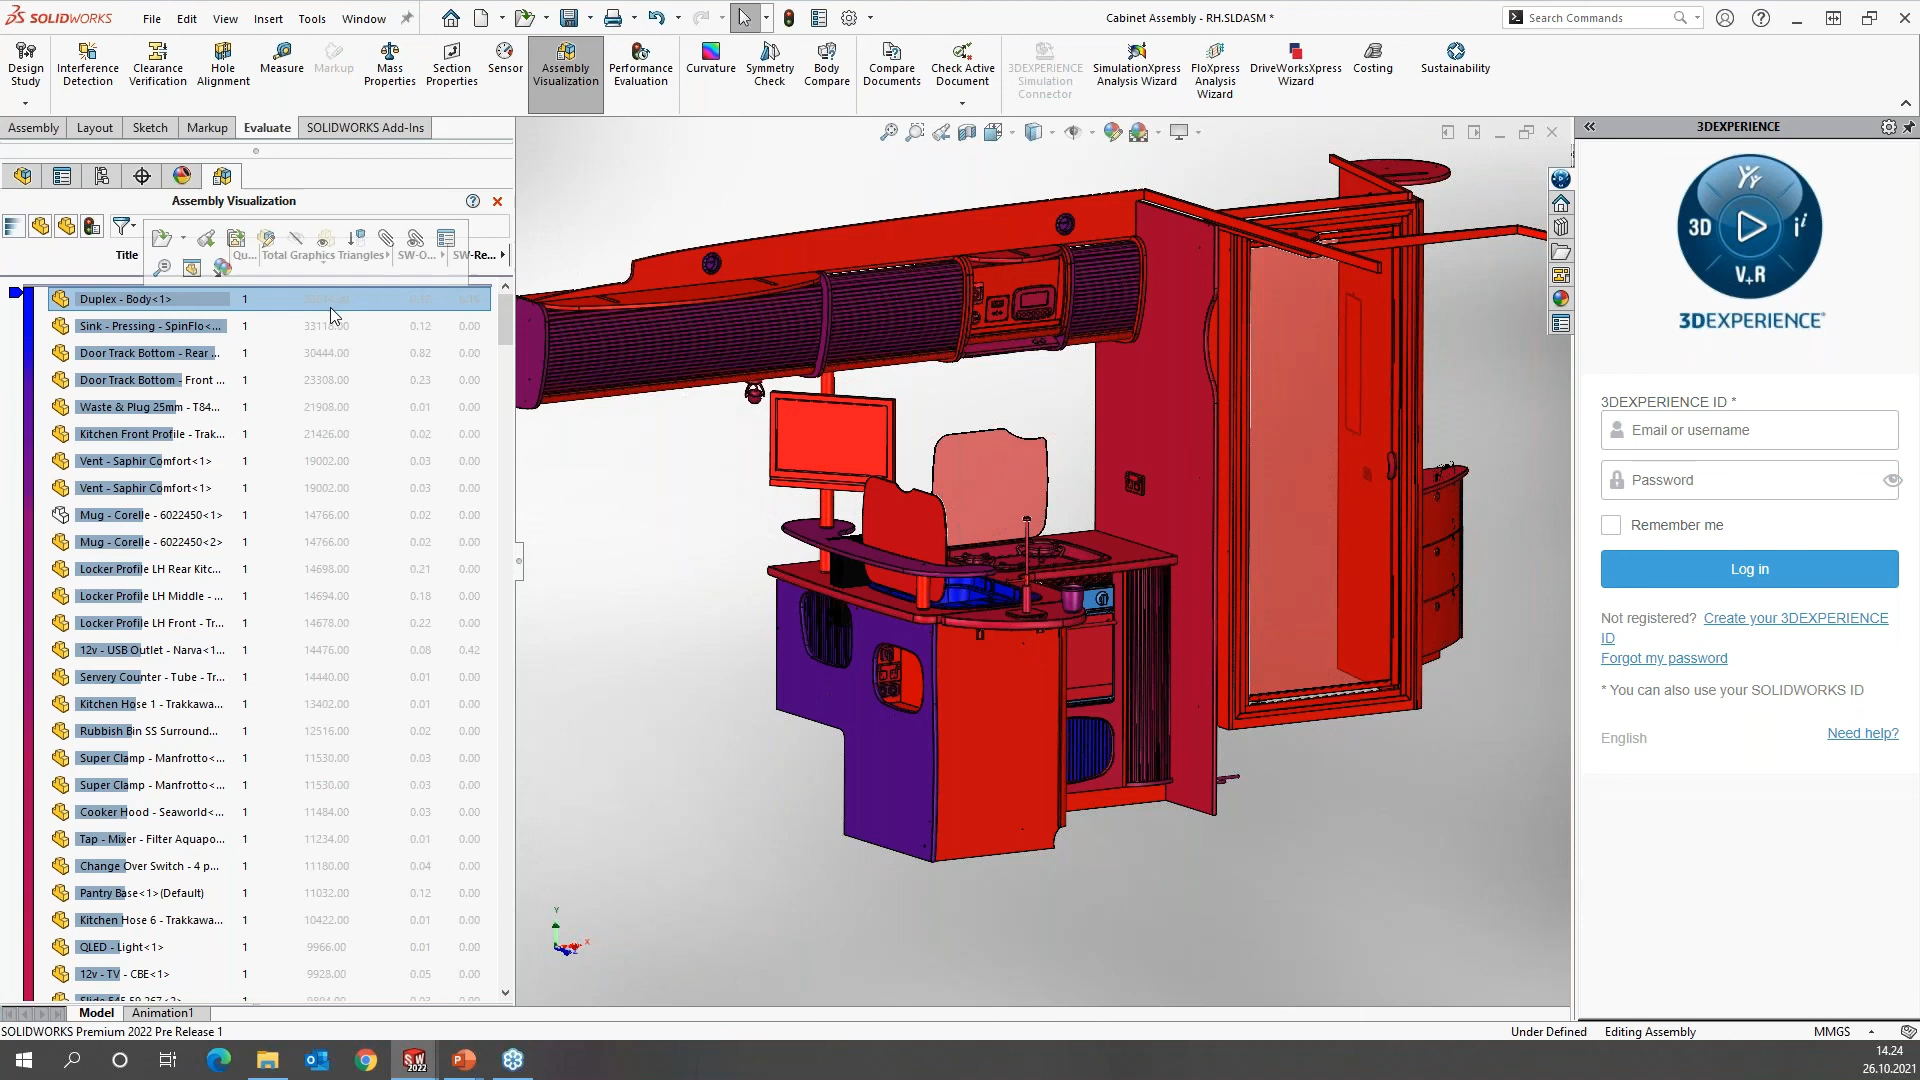 SOLIDWORKS
File Edit View Insert Tools Window
Cabinet Assembly - RH.SLDASM *
Search Commands
Design Study
Interference Detection
Clearance Verification
Hole Alignment
Measure
Markup
Mass Properties
Section Properties
Sensor
Assembly Visualization
Performance Evaluation
Curvature
Symmetry Check
Body Compare
Compare Documents
Check Active Document
3DEXPERIENCE Simulation Connector
SimulationXpress Analysis Wizard
FloXpress Analysis Wizard
DriveWorksXpress Wizard
Costing
Sustainability
Assembly Layout Sketch Markup Evaluate SOLIDWORKS Add-Ins
Assembly Visualization
Title Qu... Total Graphics Triangles SW-O... SW-Re...
Duplex - Body<1> 1
Sink - Pressing - SpinFlo<... 1 0.12 0.00
Door Track Bottom - Rear ... 1 30444.00 0.82 0.00
Door Track Bottom - Front ... 1 23308.00 0.23 0.00
Waste & Plug 25mm - T84... 1 21908.00 0.01 0.00
Kitchen Front Profile - Trak... 1 21426.00 0.02 0.00
Vent - Saphir Comfort<1> 1 19002.00 0.03 0.00
Vent - Saphir Comfort<1> 1 19002.00 0.03 0.00
Mug - Corelle - 6022450<1> 1 14766.00 0.02 0.00
Mug - Corelle - 6022450<2> 1 14766.00 0.02 0.00
Locker Profile LH Rear Kitc... 1 14698.00 0.21 0.00
Locker Profile LH Middle - ... 1 14694.00 0.18 0.00
Locker Profile LH Front - Tr... 1 14678.00 0.22 0.00
12v - USB Outlet - Narva<1... 1 14476.00 0.08 0.42
Servery Counter - Tube - Tr... 1 14440.00 0.01 0.00
Kitchen Hose 1 - Trakkawa... 1 13402.00 0.01 0.00
Rubbish Bin SS Surround... 1 12516.00 0.02 0.00
Super Clamp - Manfrotto<... 1 11530.00 0.03 0.00
Super Clamp - Manfrotto<... 1 11530.00 0.03 0.00
Cooker Hood - Seaworld<... 1 11484.00 0.03 0.00
Tap - Mixer - Filter Aquapo... 1 11234.00 0.01 0.00
Change Over Switch - 4 p... 1 11180.00 0.04 0.00
Pantry Base<1> (Default) 1 11032.00 0.12 0.00
Kitchen Hose 6 - Trakkawa... 1 10422.00 0.01 0.00
QLED - Light<1> 1 9966.00 0.01 0.00
12v - TV - CBE<1> 1 9928.00 0.05 0.00
Y
X
Z
3DEXPERIENCE
3D
V+R
3DEXPERIENCE
3DEXPERIENCE ID *
Email or username
Password
Remember me
Log in
Not registered? Create your 3DEXPERIENCE
ID
Forgot my password
* You can also use your SOLIDWORKS ID
English
Need help?
Model Animation1
SOLIDWORKS Premium 2022 Pre Release 1
Under Defined Editing Assembly MMGS
SW
2022
14.24
26.10.2021